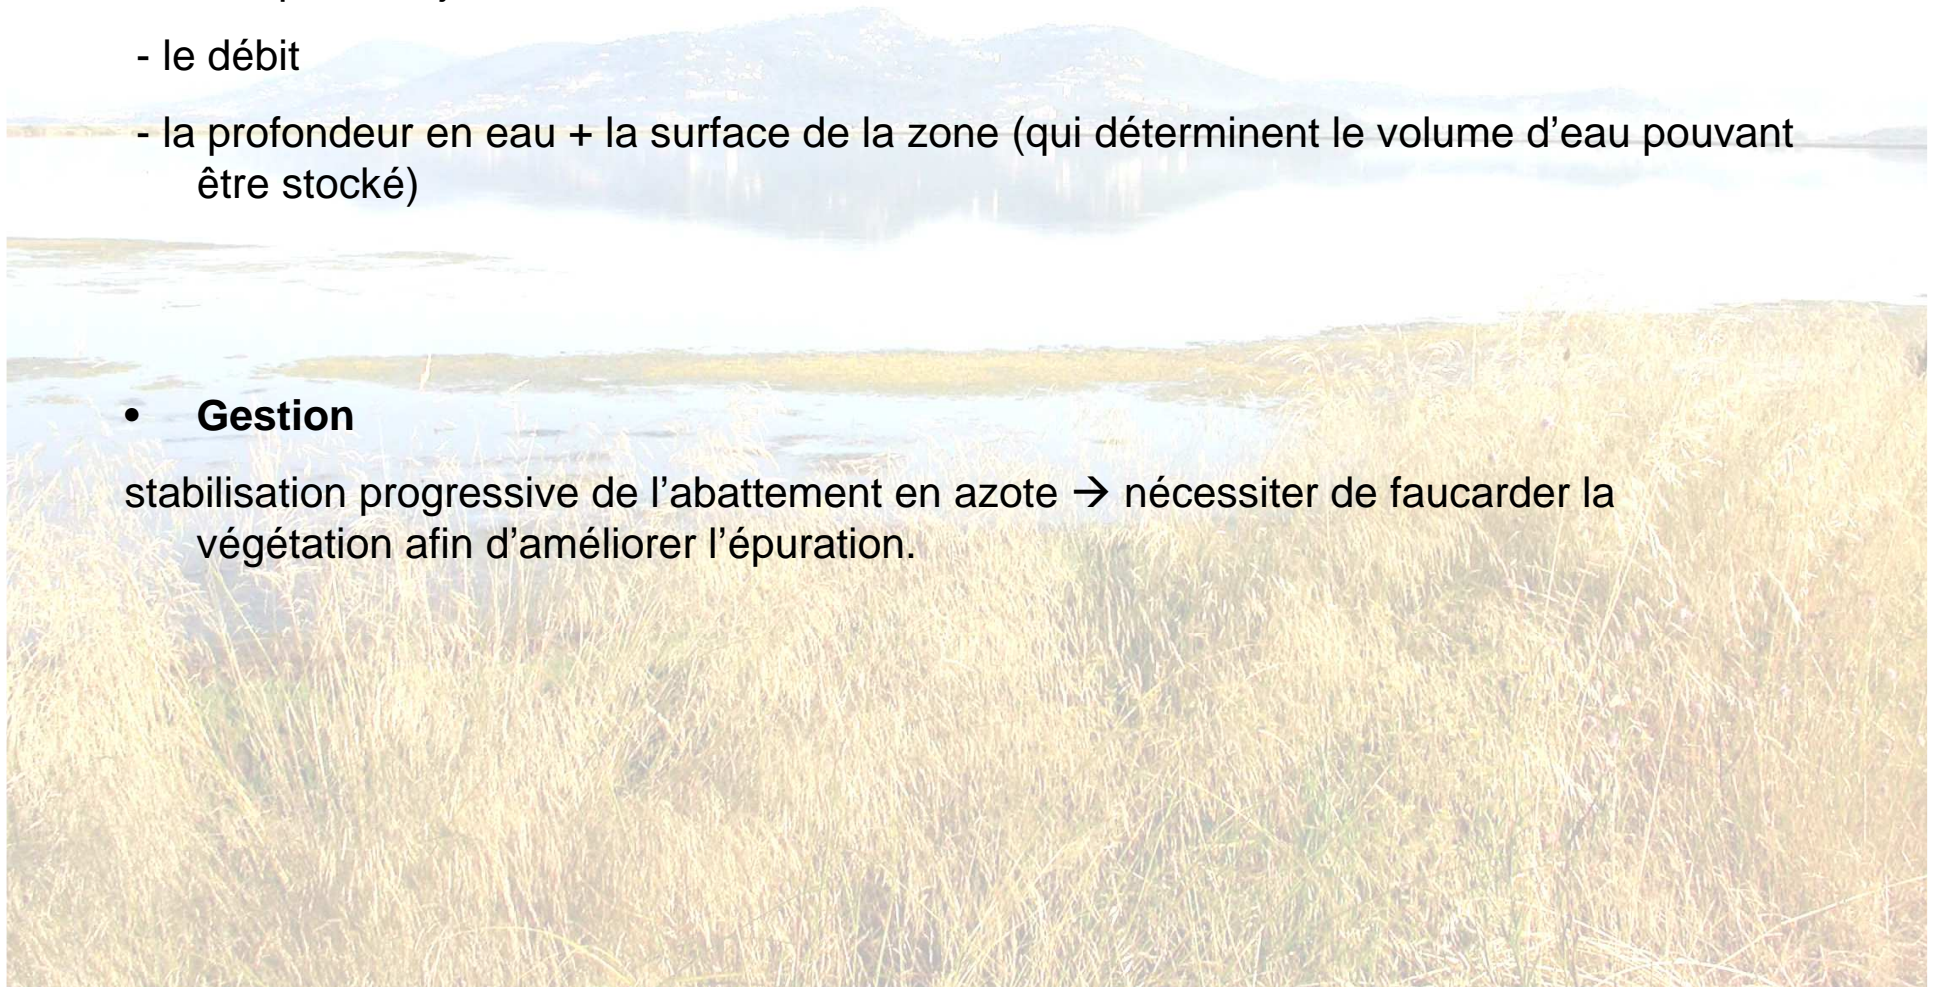 - le débit
- la profondeur en eau + la surface de la zone (qui déterminent le volume d’eau pouvant
être stocké)
• Gestion
stabilisation progressive de l’abattement en azote → nécessiter de faucarder la
végétation afin d’améliorer l’épuration.